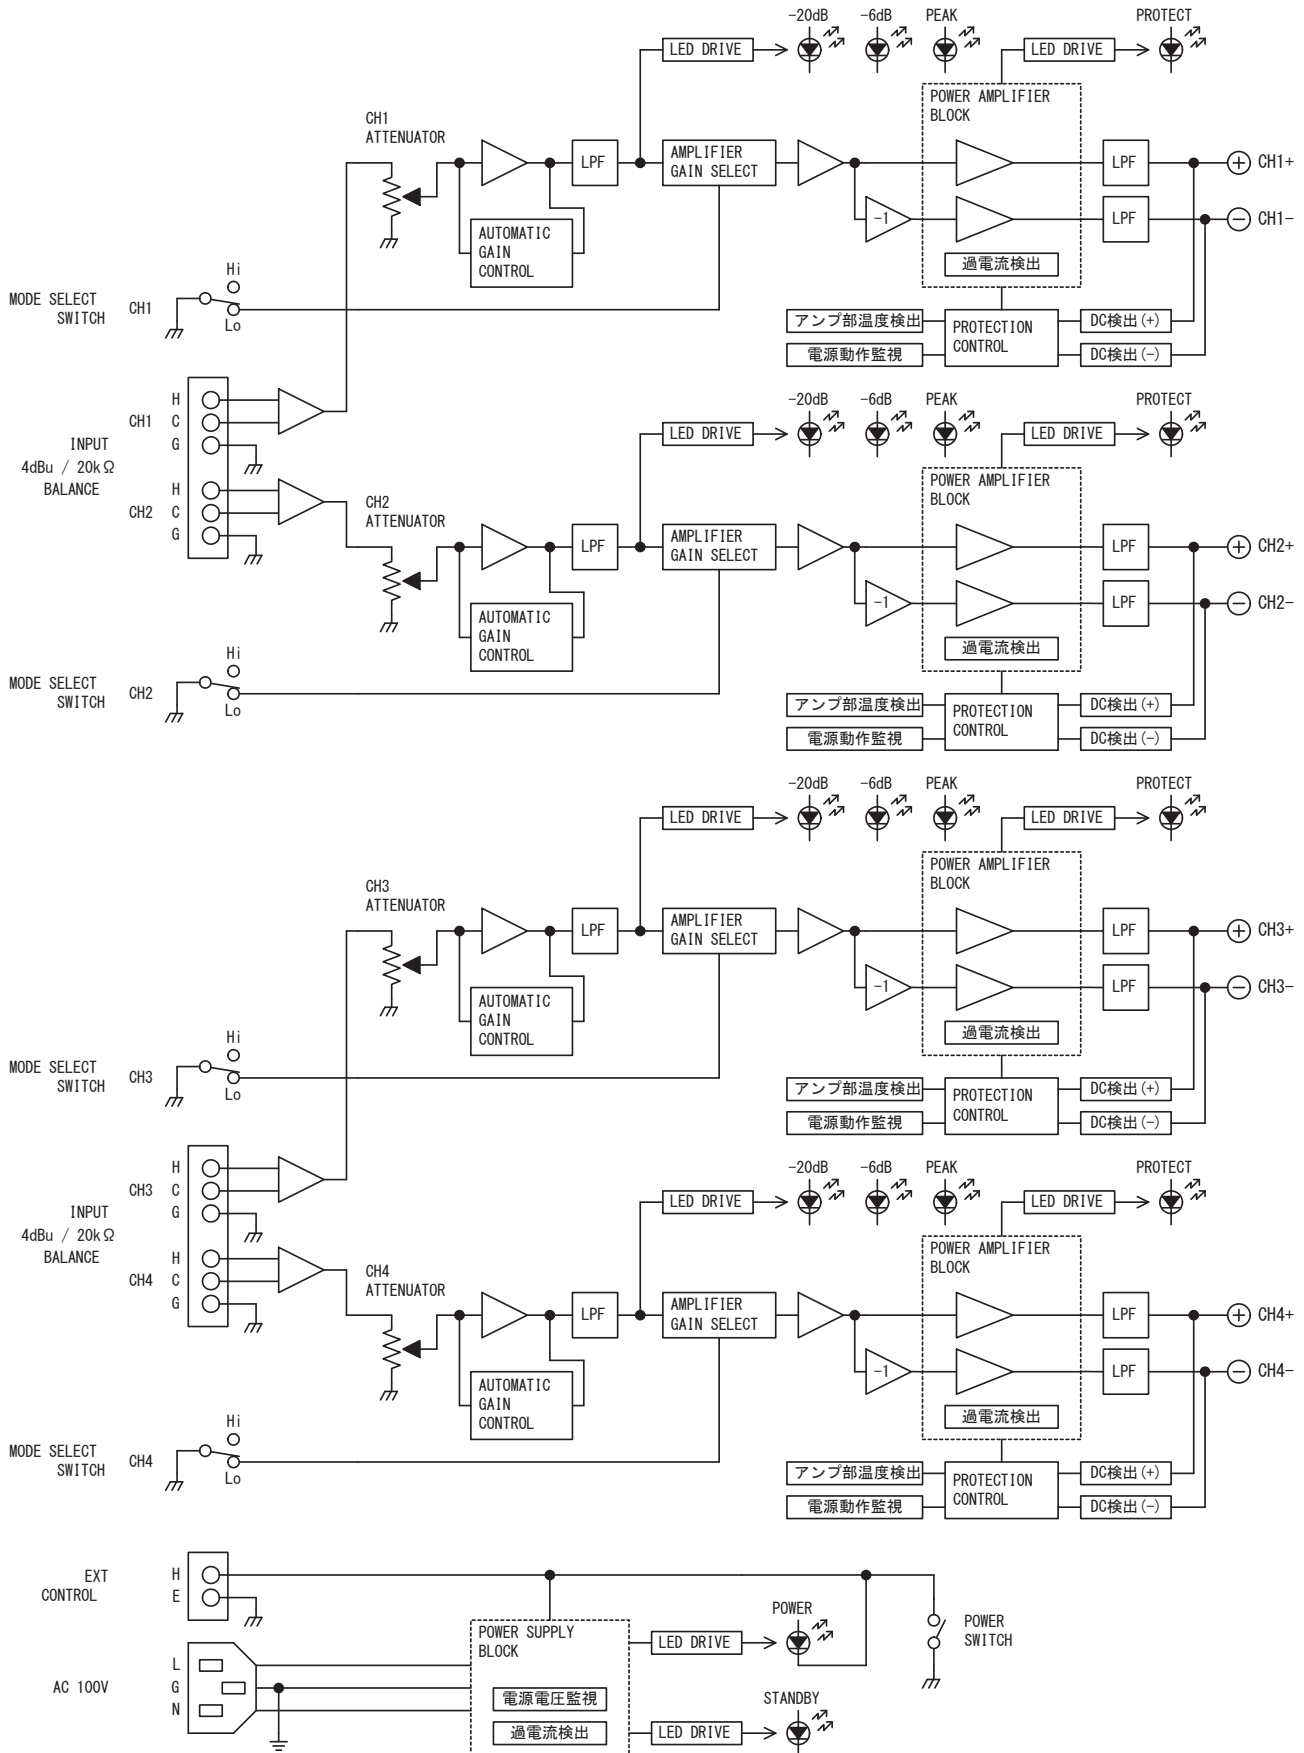 -20dB -6dB PEAK PROTECT
LED DRIVE LED DRIVE
POWER AMPLIFIER
BLOCK
CH1
ATTENUATOR
LPF
AMPLIFIER
GAIN SELECT
LPF
CH1+
-1
LPF
CH1-
AUTOMATIC
GAIN
CONTROL
過電流検出
MODE SELECT
SWITCH
CH1
Hi
Lo
アンプ部温度検出
電源動作監視
PROTECTION
CONTROL
DC検出(+)
DC検出(-)
INPUT
4dBu / 20kΩ
BALANCE
CH1
H
C
G
CH2
H
C
G
-20dB -6dB PEAK PROTECT
LED DRIVE LED DRIVE
POWER AMPLIFIER
BLOCK
CH2
ATTENUATOR
LPF
AMPLIFIER
GAIN SELECT
LPF
CH2+
-1
LPF
CH2-
AUTOMATIC
GAIN
CONTROL
過電流検出
MODE SELECT
SWITCH
CH2
Hi
Lo
アンプ部温度検出
電源動作監視
PROTECTION
CONTROL
DC検出(+)
DC検出(-)
-20dB -6dB PEAK PROTECT
LED DRIVE LED DRIVE
POWER AMPLIFIER
BLOCK
CH3
ATTENUATOR
LPF
AMPLIFIER
GAIN SELECT
LPF
CH3+
-1
LPF
CH3-
AUTOMATIC
GAIN
CONTROL
過電流検出
MODE SELECT
SWITCH
CH3
Hi
Lo
アンプ部温度検出
電源動作監視
PROTECTION
CONTROL
DC検出(+)
DC検出(-)
INPUT
4dBu / 20kΩ
BALANCE
CH3
H
C
G
CH4
H
C
G
-20dB -6dB PEAK PROTECT
LED DRIVE LED DRIVE
POWER AMPLIFIER
BLOCK
CH4
ATTENUATOR
LPF
AMPLIFIER
GAIN SELECT
LPF
CH4+
-1
LPF
CH4-
AUTOMATIC
GAIN
CONTROL
過電流検出
MODE SELECT
SWITCH
CH4
Hi
Lo
アンプ部温度検出
電源動作監視
PROTECTION
CONTROL
DC検出(+)
DC検出(-)
EXT
CONTROL
H
E
AC 100V
L
G
N
POWER SUPPLY
BLOCK
電源電圧監視
過電流検出
LED DRIVE
POWER
LED DRIVE
STANDBY
POWER
SWITCH